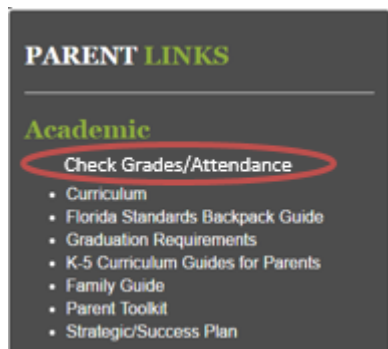 PARENT LINKS
Academic
Check Grades/Attendance
• Curriculum
• Florida Standards Backpack Guide
• Graduation Requirements
• K-5 Curriculum Guides for Parents
• Family Guide
• Parent Toolkit
• Strategic/Success Plan